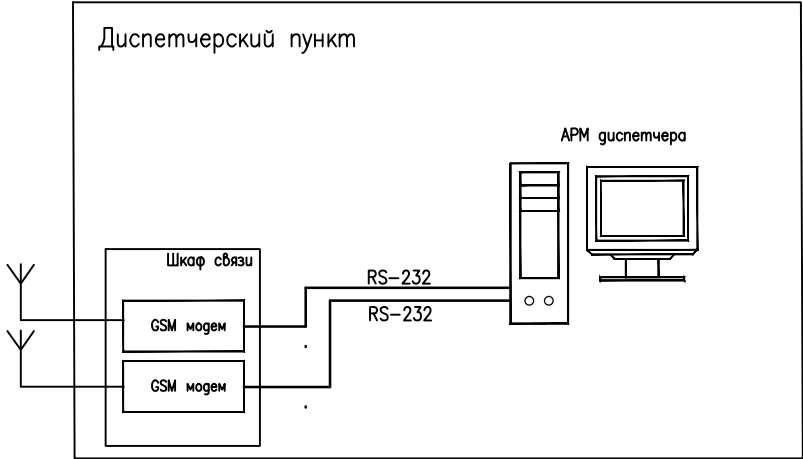 Диспетчерский пункт
АРМ диспетчера
Шкаф связи
RS-232
RS-232
GSM модем
GSM модем